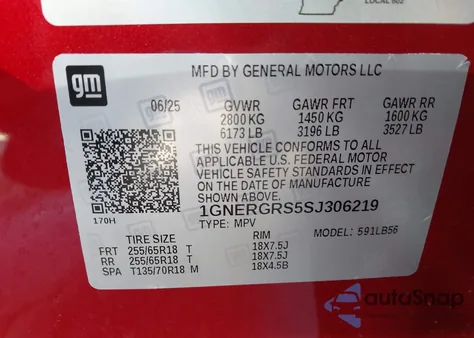 LOCAL 602
gm
MFD BY GENERAL MOTORS LLC
06/25 GVWR GAWR FRT GAWR RR
2800 KG 1450 KG 1600 KG
6173 LB 3196 LB 3527 LB
THIS VEHICLE CONFORMS TO ALL
APPLICABLE U.S. FEDERAL MOTOR
VEHICLE SAFETY STANDARDS IN EFFECT
ON THE DATE OF MANUFACTURE
SHOWN ABOVE.
1GNERGRS5SJ306219
170H TYPE: MPV MODEL: 591LB56
TIRE SIZE RIM
FRT 255/65R18 T 18X7.5J
RR 255/65R18 T 18X7.5J
SPA T135/70R18 M 18X4.5B
autoSnap